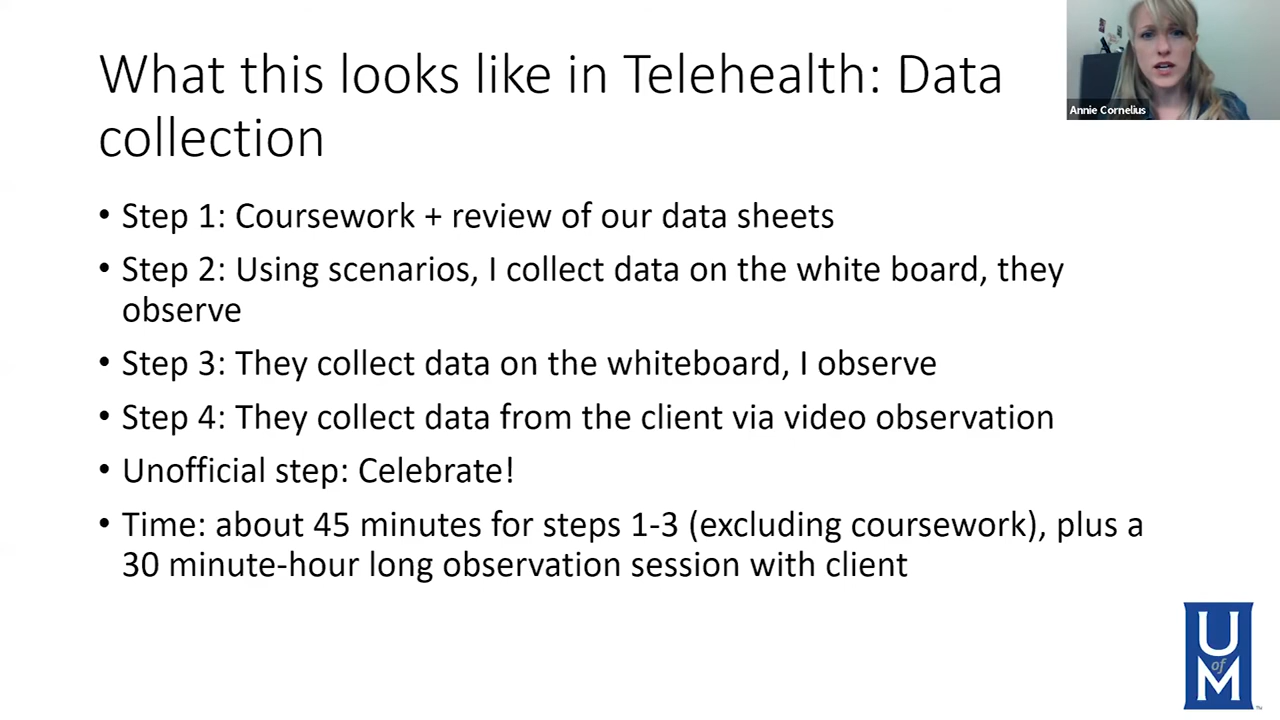 What this looks like in Telehealth: Data
collection
Annie Cornelius
• Step 1: Coursework + review of our data sheets
• Step 2: Using scenarios, I collect data on the white board, they
observe
• Step 3: They collect data on the whiteboard, I observe
• Step 4: They collect data from the client via video observation
• Unofficial step: Celebrate!
• Time: about 45 minutes for steps 1-3 (excluding coursework), plus a
30 minute-hour long observation session with client
U
of
M
™